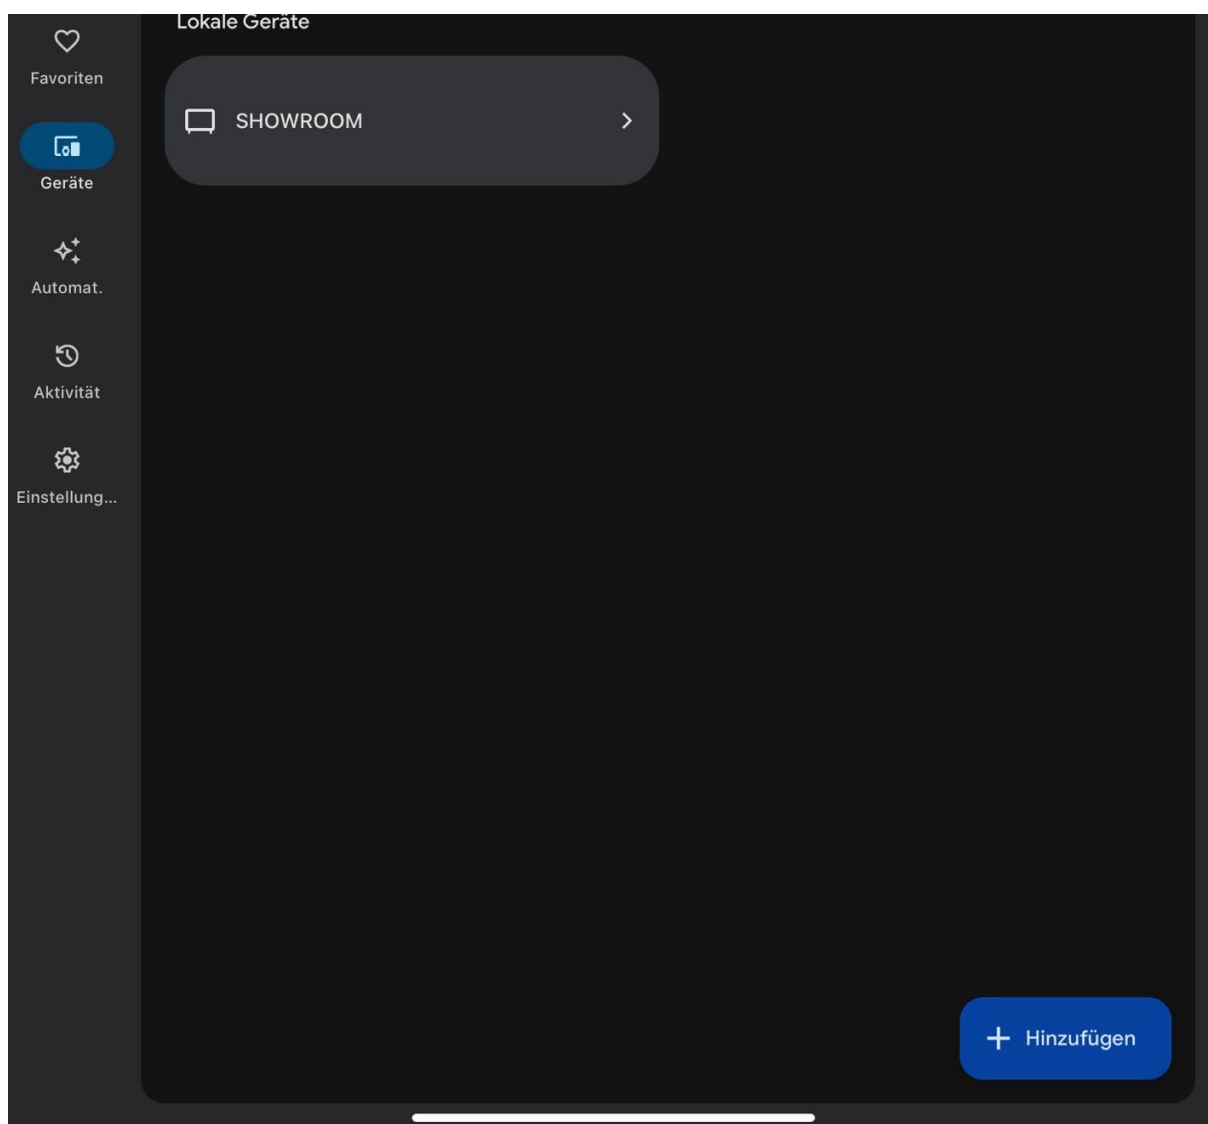 Lokale Geräte
Favoriten
SHOWROOM
Geräte
Automat.
Aktivität
Einstellung...
Hinzufügen